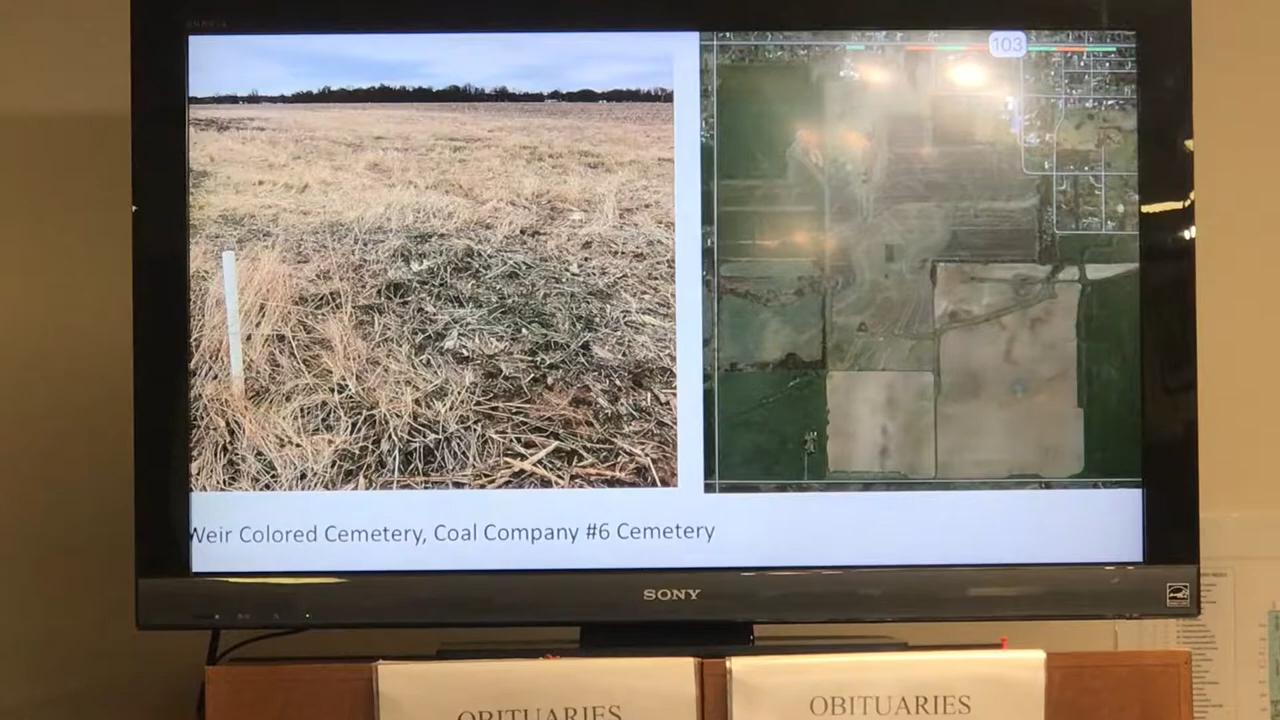 103
Weir Colored Cemetery, Coal Company #6 Cemetery
SONY
OBITUARIES
OBITUARIES